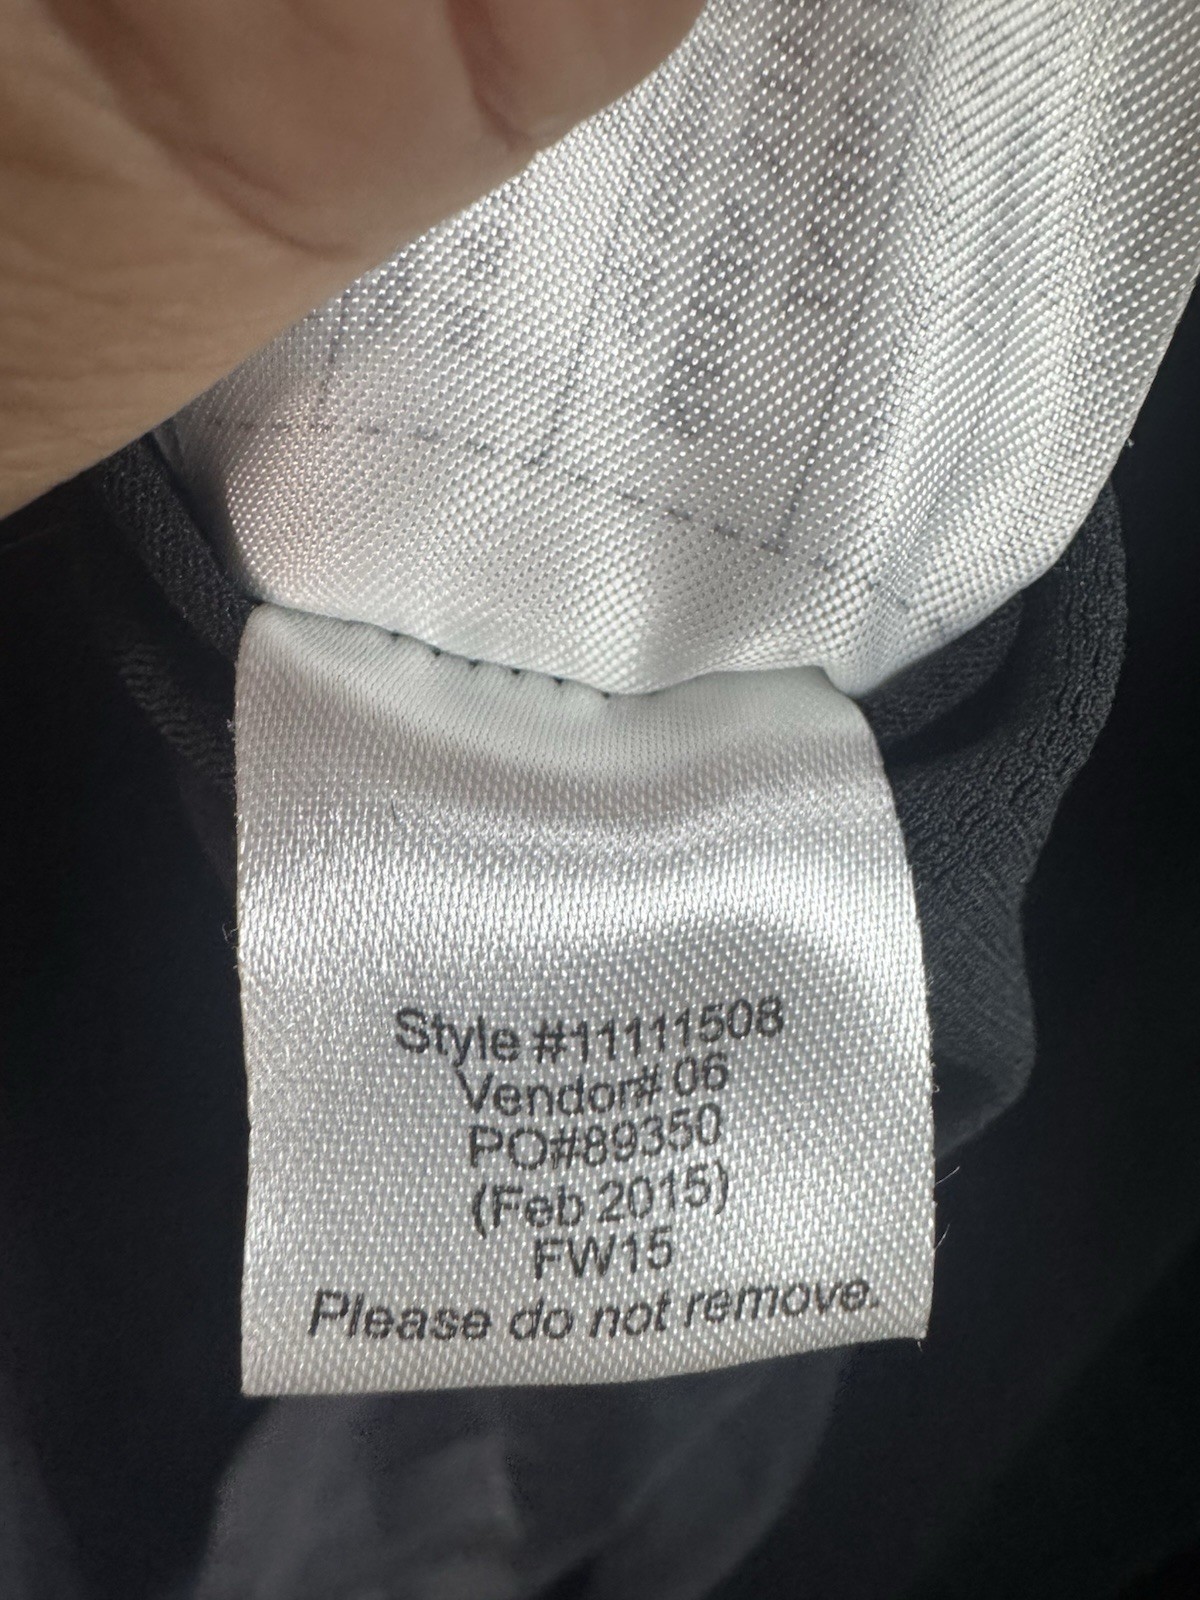 Style #11111508
Vendor# 06
PO#89350
(Feb 2015)
FW15
Please do not remove.